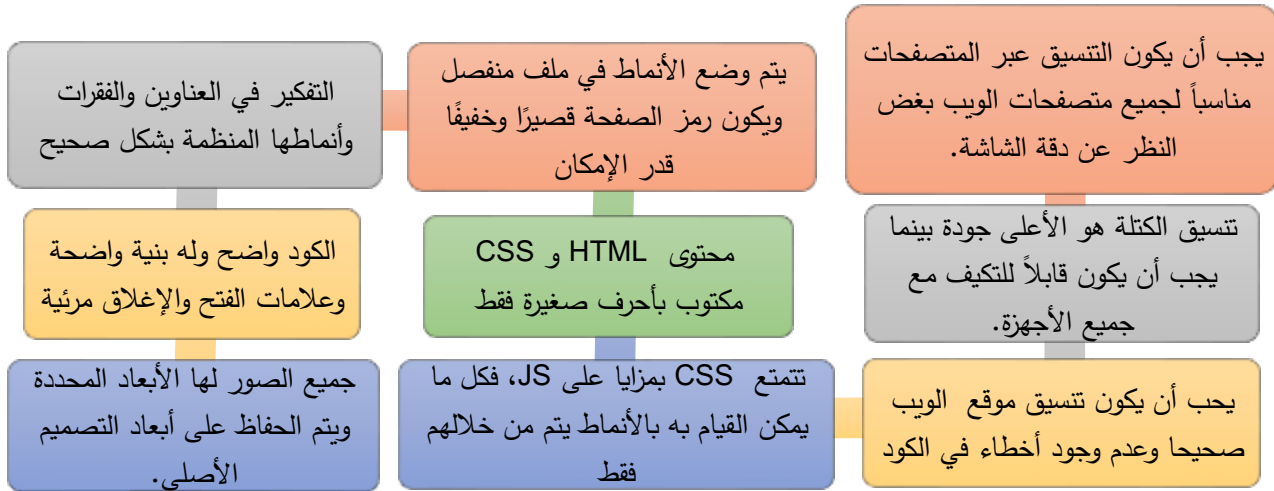 يجب أن يكون التنسيق عبر المتصفحات
مناسباً لجميع متصفحات الويب بغض
النظر عن دقة الشاشة.
تنسيق الكتلة هو الأعلى جودة بينما
يجب أن يكون قابلاً للتكيف مع
جميع الأجهزة.
يحب أن يكون تنسيق موقع الويب
صحيحا وعدم وجود أخطاء في الكود
تتمتع CSS بمزايا على JS، فكل ما
يمكن القيام به بالأنماط يتم من خلالهم
فقط
محتوى HTML و CSS
مكتوب بأحرف صغيرة فقط
يتم وضع الأنماط في ملف منفصل
ويكون رمز الصفحة قصيرًا وخفيفًا
قدر الإمكان
التفكير في العناوين والفقرات
وأنماطها المنظمة بشكل صحيح
الكود واضح وله بنية واضحة
وعلامات الفتح والإغلاق مرئية
جميع الصور لها الأبعاد المحددة
ويتم الحفاظ على أبعاد التصميم
الأصلي.